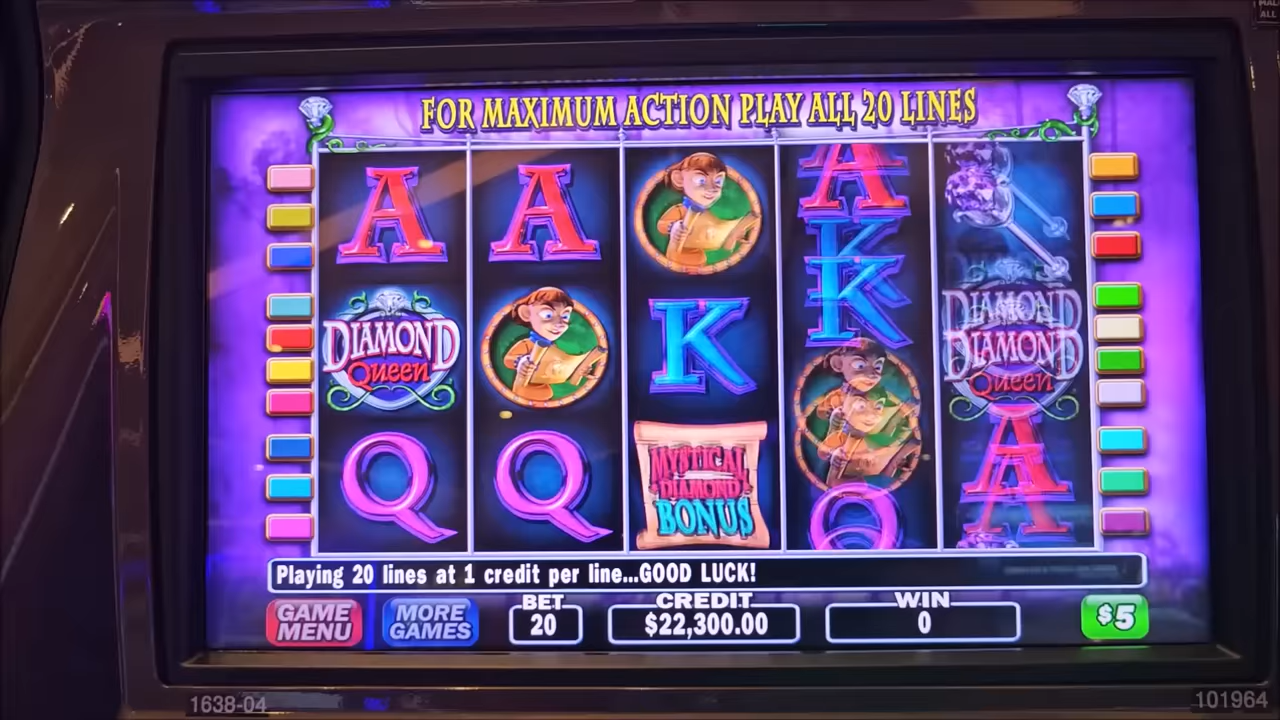 FOR MAXIMUM ACTION PLAY ALL 20 LINES
A
A
A
DIAMOND
Queen
K
K
K
DIAMOND
DIAMOND
Queen
Q
Q
MYSTICAL
DIAMOND
BONUS
Q
A
Playing 20 lines at 1 credit per line...GOOD LUCK!
GAME
MENU
MORE
GAMES
BET
20
CREDIT
$22,300.00
WIN
0
$5
1638-04
101964